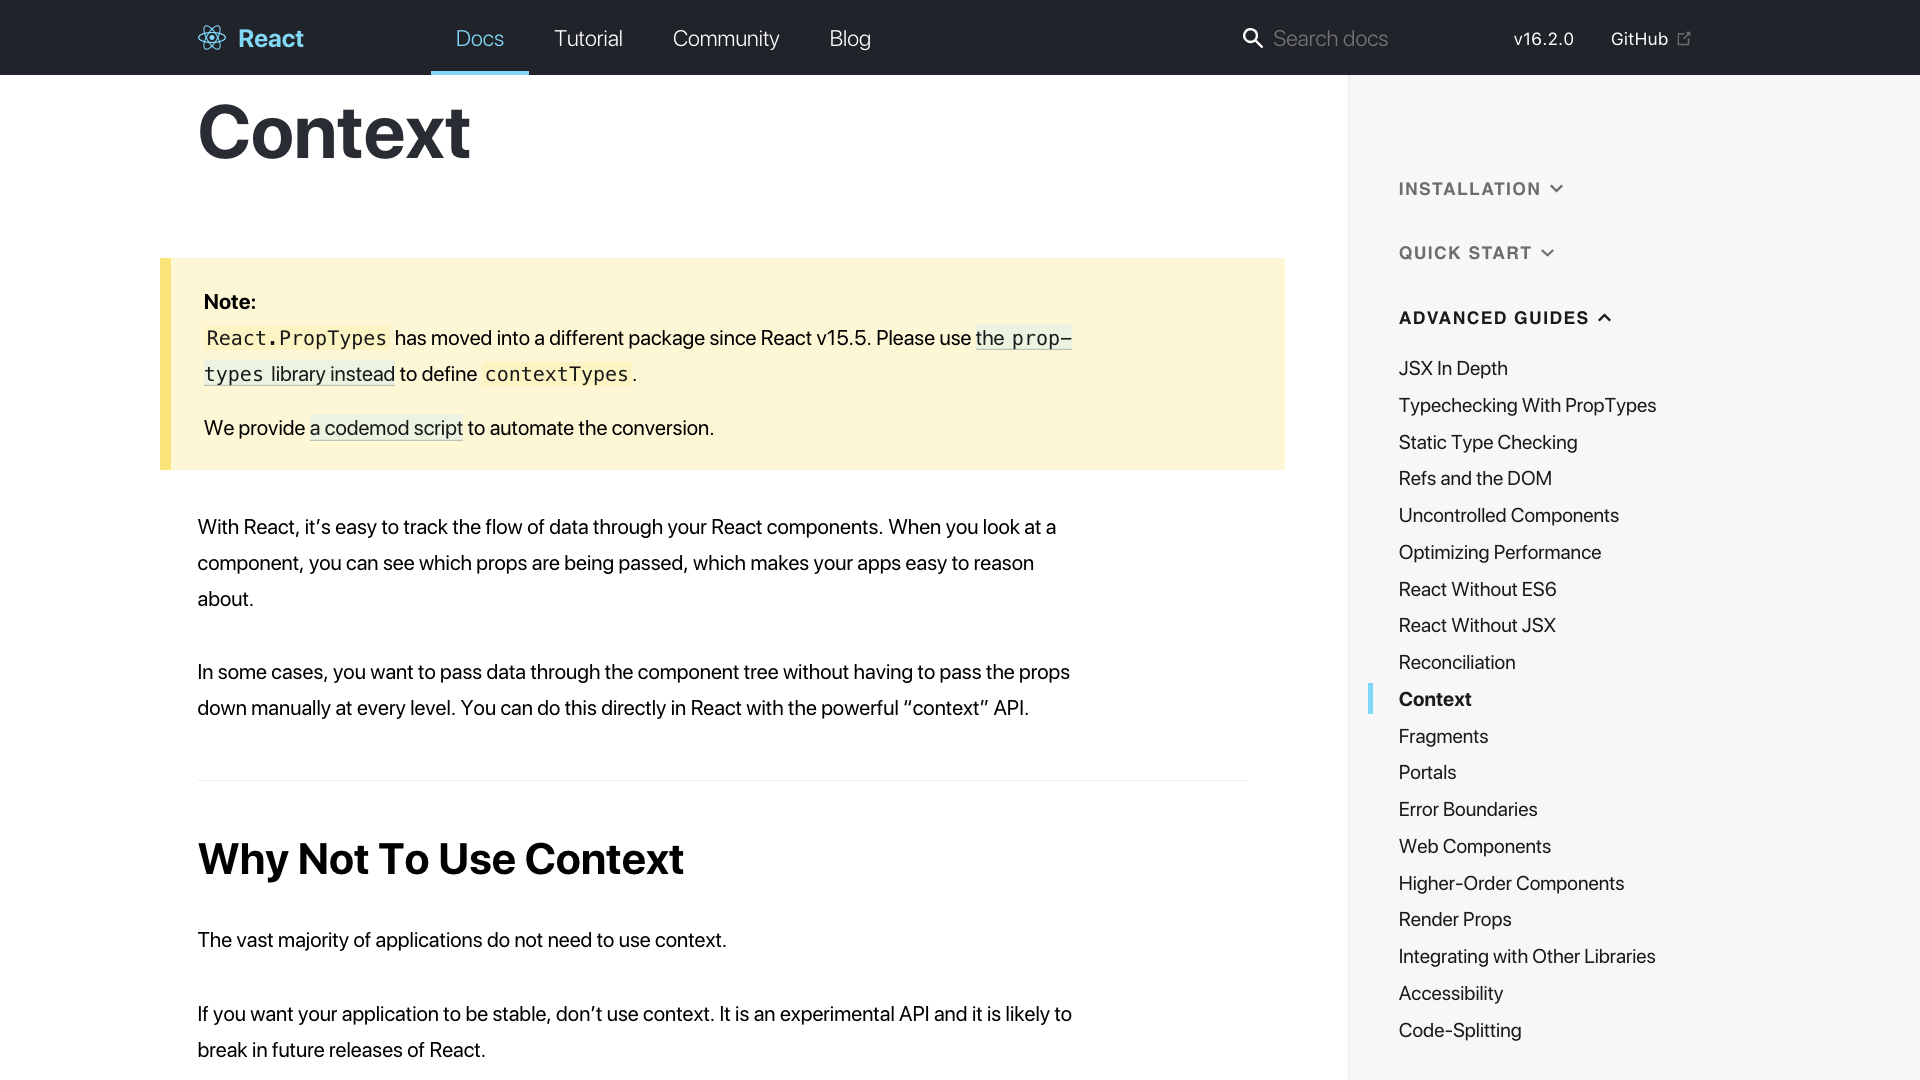 React
Docs
Tutorial
Community
Blog
Search docs
v16.2.0
GitHub
Context
Note:
React.PropTypes has moved into a different package since React v15.5. Please use the prop-
types library instead to define contextTypes.
We provide a codemod script to automate the conversion.
With React, it’s easy to track the flow of data through your React components. When you look at a
component, you can see which props are being passed, which makes your apps easy to reason
about.
In some cases, you want to pass data through the component tree without having to pass the props
down manually at every level. You can do this directly in React with the powerful “context” API.
Why Not To Use Context
The vast majority of applications do not need to use context.
If you want your application to be stable, don’t use context. It is an experimental API and it is likely to
break in future releases of React.
INSTALLATION
QUICK START
ADVANCED GUIDES
JSX In Depth
Typechecking With PropTypes
Static Type Checking
Refs and the DOM
Uncontrolled Components
Optimizing Performance
React Without ES6
React Without JSX
Reconciliation
Context
Fragments
Portals
Error Boundaries
Web Components
Higher-Order Components
Render Props
Integrating with Other Libraries
Accessibility
Code-Splitting